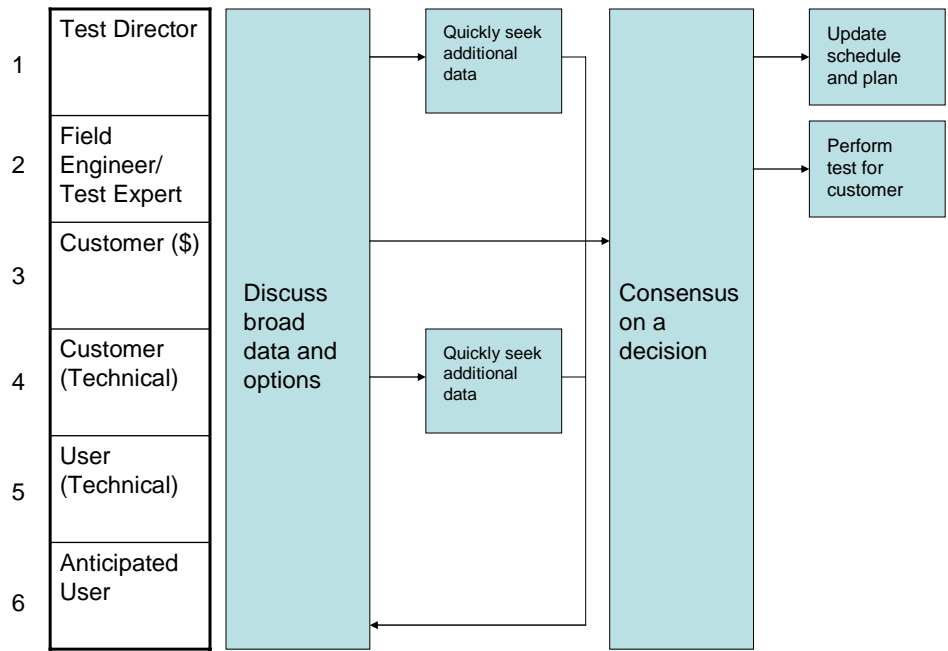 1
Test Director
2
Field
Engineer/
Test Expert
3
Customer ($)
4
Customer
(Technical)
5
User
(Technical)
6
Anticipated
User
Discuss
broad
data and
options
Quickly seek
additional
data
Quickly seek
additional
data
Consensus
on a
decision
Update
schedule
and plan
Perform
test for
customer